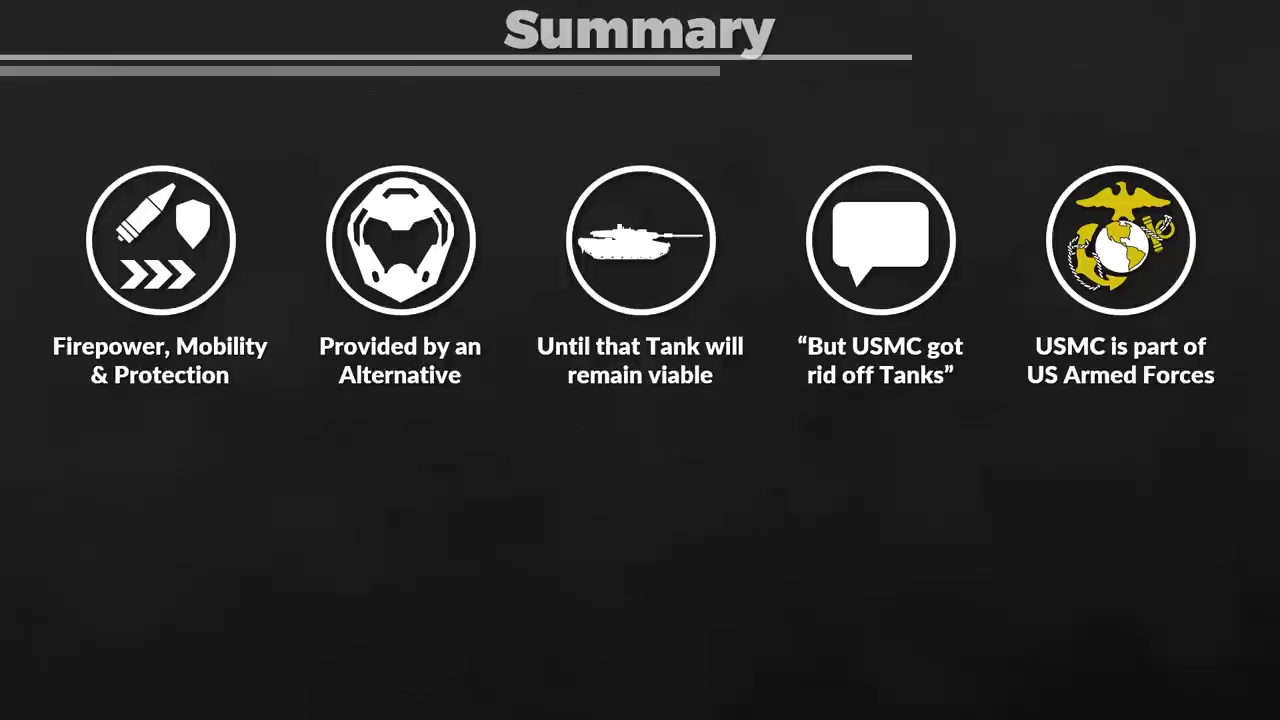 Summary
Firepower, Mobility
& Protection
Provided by an
Alternative
Until that Tank will
remain viable
“But USMC got
rid off Tanks”
USMC is part of
US Armed Forces